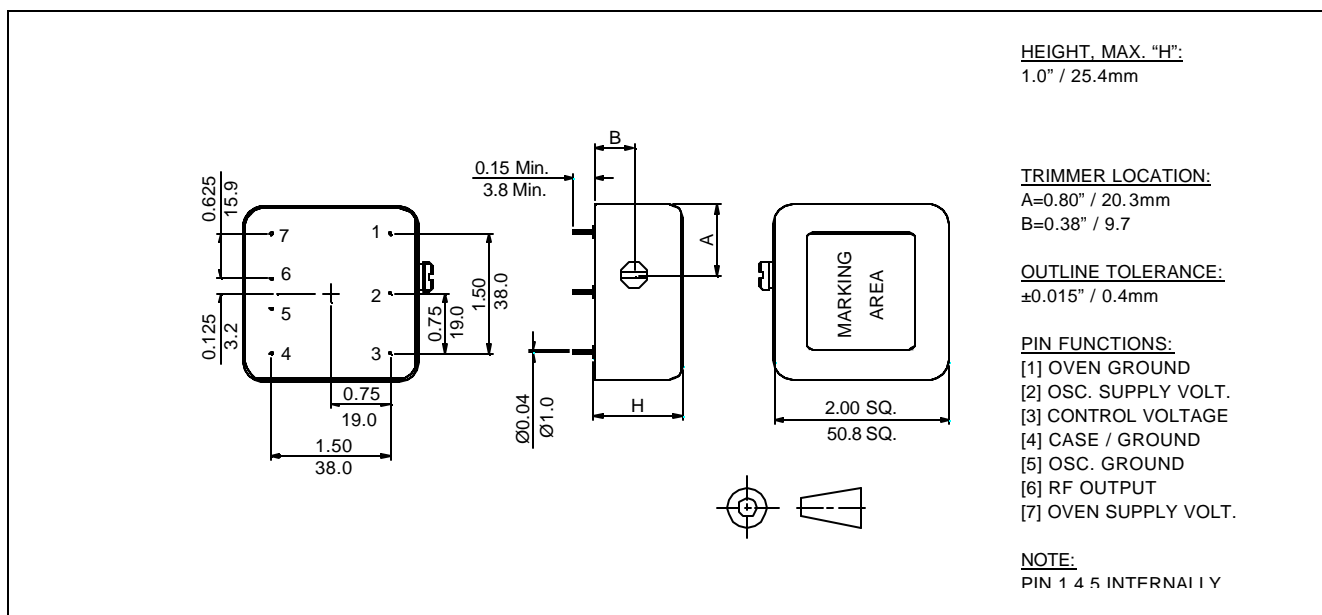 HEIGHT, MAX. “H”:
1.0” / 25.4mm
TRIMMER LOCATION:
A=0.80” / 20.3mm
B=0.38” / 9.7
OUTLINE TOLERANCE:
±0.015” / 0.4mm
PIN FUNCTIONS:
[1] OVEN GROUND
[2] OSC. SUPPLY VOLT.
[3] CONTROL VOLTAGE
[4] CASE / GROUND
[5] OSC. GROUND
[6] RF OUTPUT
[7] OVEN SUPPLY VOLT.
NOTE:
PIN 1,4,5 INTERNALLY
0.625
15.9
0.125
3.2
7
6
5
4
1
2
3
1.50
38.0
0.75
19.0
0.75
19.0
1.50
38.0
0.15 Min.
3.8 Min.
B
A
H
Ø0.04
Ø1.0
MARKING
AREA
2.00 SQ.
50.8 SQ.